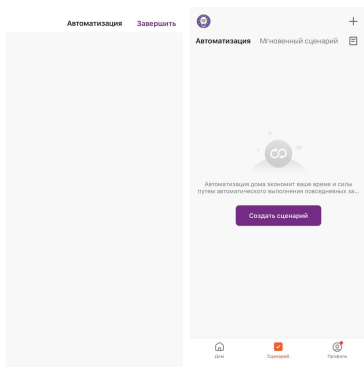 Автоматизация Завершить
Автоматизация Мгновенный сценарий
Автоматизация дома экономит ваше время и силы
путем автоматического выполнения повседневных за...
Создать сценарий
Дом Сценарий Профиль